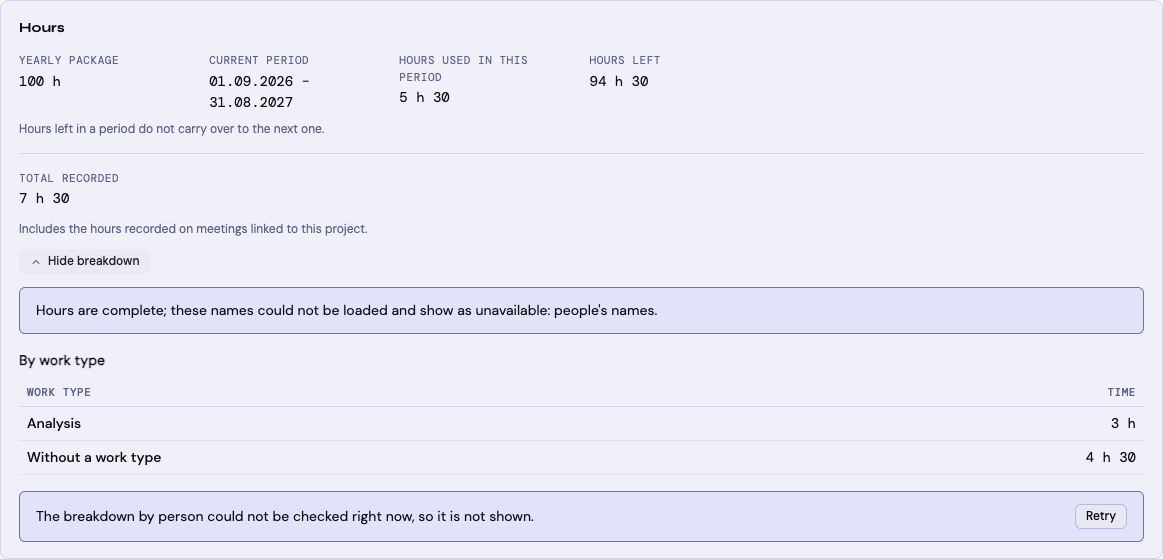 Hours
YEARLY PACKAGE
100 h
CURRENT PERIOD
01.09.2026 –
31.08.2027
HOURS USED IN THIS
PERIOD
5 h 30
HOURS LEFT
94 h 30
Hours left in a period do not carry over to the next one.
TOTAL RECORDED
7 h 30
Includes the hours recorded on meetings linked to this project.
Hide breakdown
Hours are complete; these names could not be loaded and show as unavailable: people's names.
By work type
WORK TYPE TIME
Analysis 3 h
Without a work type 4 h 30
The breakdown by person could not be checked right now, so it is not shown. Retry